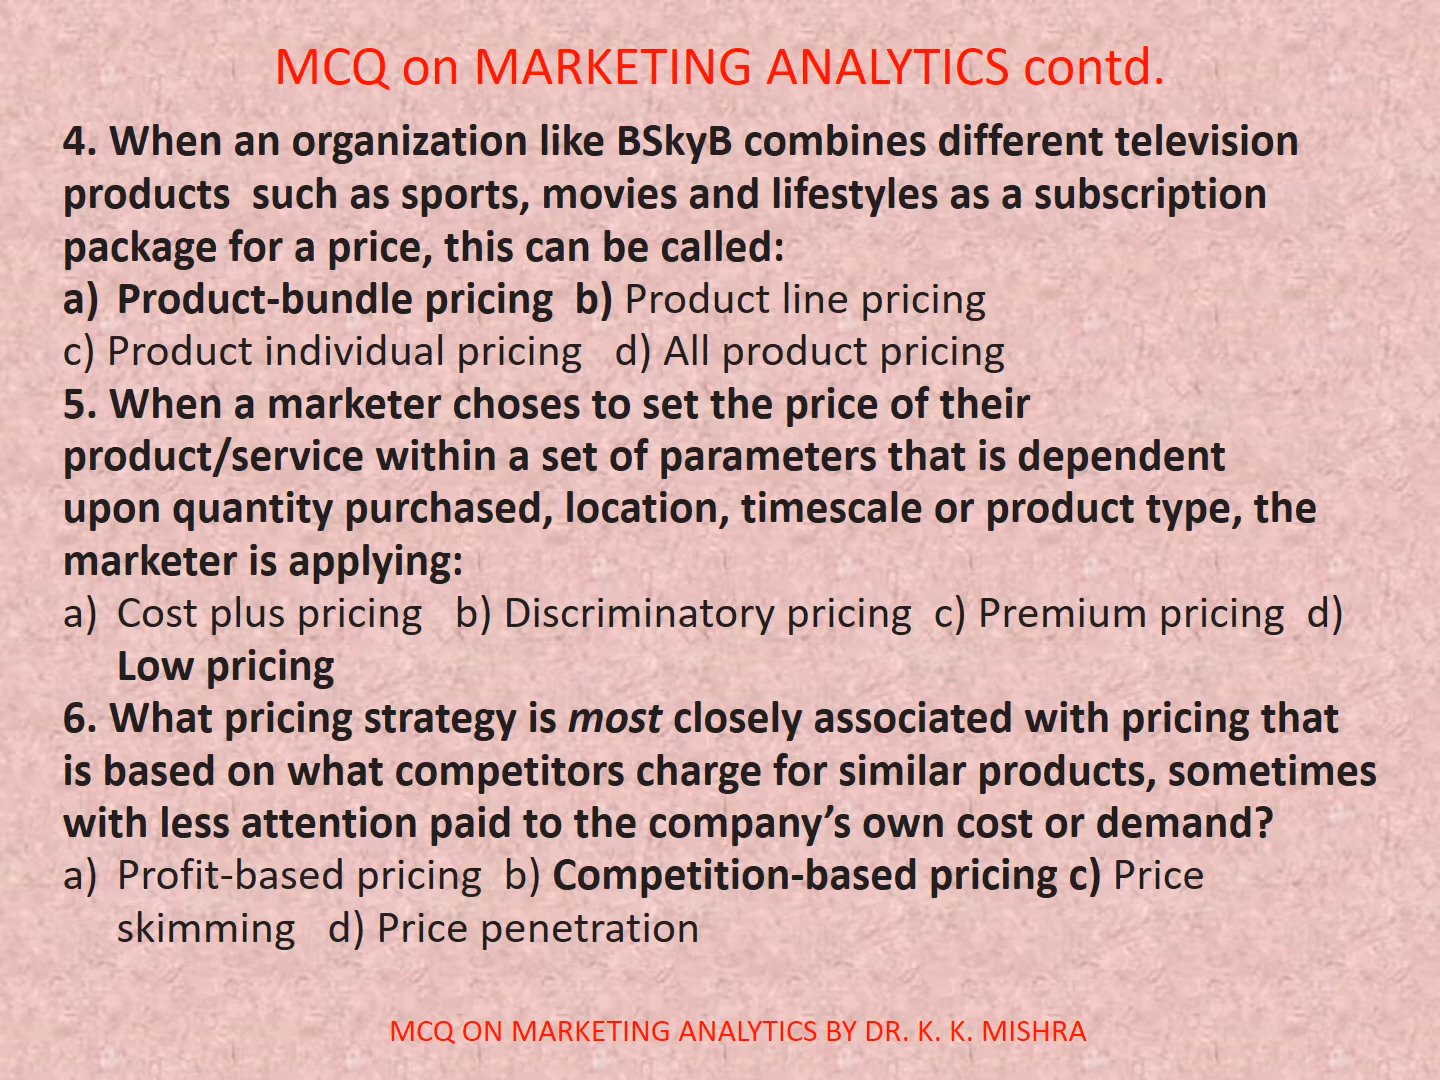 MCQ on MARKETING ANALYTICS contd.
4. When an organization like BSkyB combines different television
products  such as sports, movies and lifestyles as a subscription
package for a price, this can be called:
a)  Product-bundle pricing  b) Product line pricing
c) Product individual pricing   d) All product pricing
5. When a marketer choses to set the price of their
product/service within a set of parameters that is dependent
upon quantity purchased, location, timescale or product type, the
marketer is applying:
a)  Cost plus pricing   b) Discriminatory pricing  c) Premium pricing  d)
Low pricing
6. What pricing strategy is most closely associated with pricing that
is based on what competitors charge for similar products, sometimes
with less attention paid to the company’s own cost or demand?
a)  Profit-based pricing  b) Competition-based pricing c) Price
skimming   d) Price penetration
MCQ ON MARKETING ANALYTICS BY DR. K. K. MISHRA